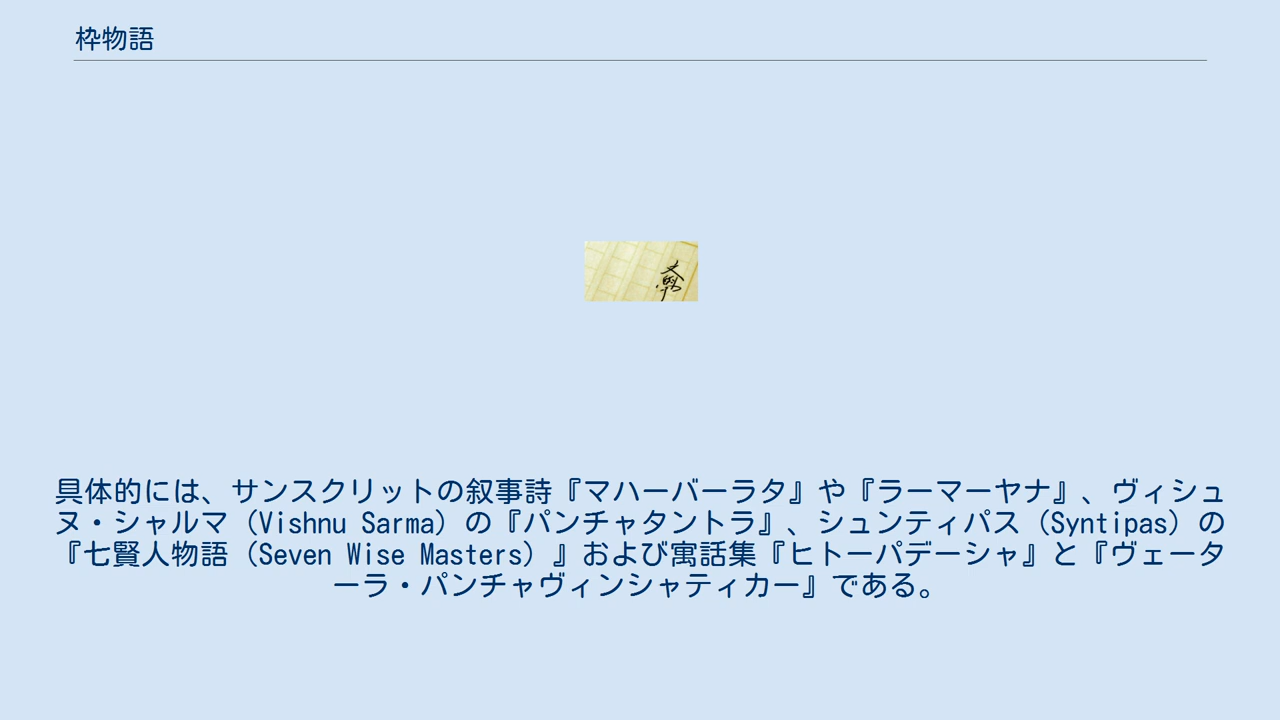 枠物語
具体的には、サンスクリットの叙事詩『マハーバーラタ』や『ラーマーヤナ』、ヴィシュ
ヌ・シャルマ（Vishnu Sarma）の『パンチャタントラ』、シュンティパス（Syntipas）の
『七賢人物語（Seven Wise Masters）』および寓話集『ヒトーパデーシャ』と『ヴェータ
ーラ・パンチャヴィンシャティカー』である。